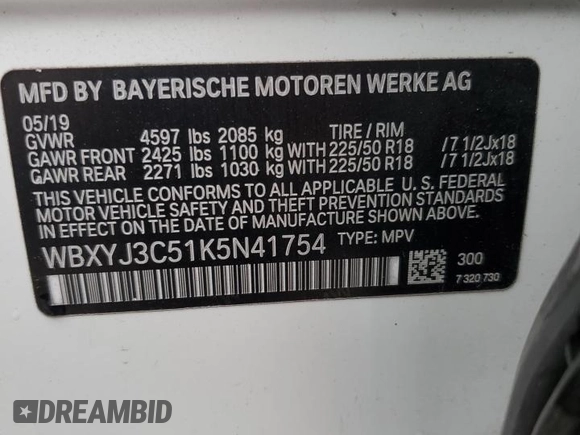 MFD BY BAYERISCHE MOTOREN WERKE AG
05/19
GVWR 4597 lbs 2085 kg TIRE / RIM
GAWR FRONT 2425 lbs 1100 kg WITH 225/50 R18 / 7 1/2Jx18
GAWR REAR 2271 lbs 1030 kg WITH 225/50 R18 / 7 1/2Jx18
THIS VEHICLE CONFORMS TO ALL APPLICABLE U. S. FEDERAL
MOTOR VEHICLE SAFETY AND THEFT PREVENTION STANDARDS
IN EFFECT ON THE DATE OF MANUFACTURE SHOWN ABOVE.
WBXYJ3C51K5N41754 TYPE: MPV
300
7 320 730
DREAMBID